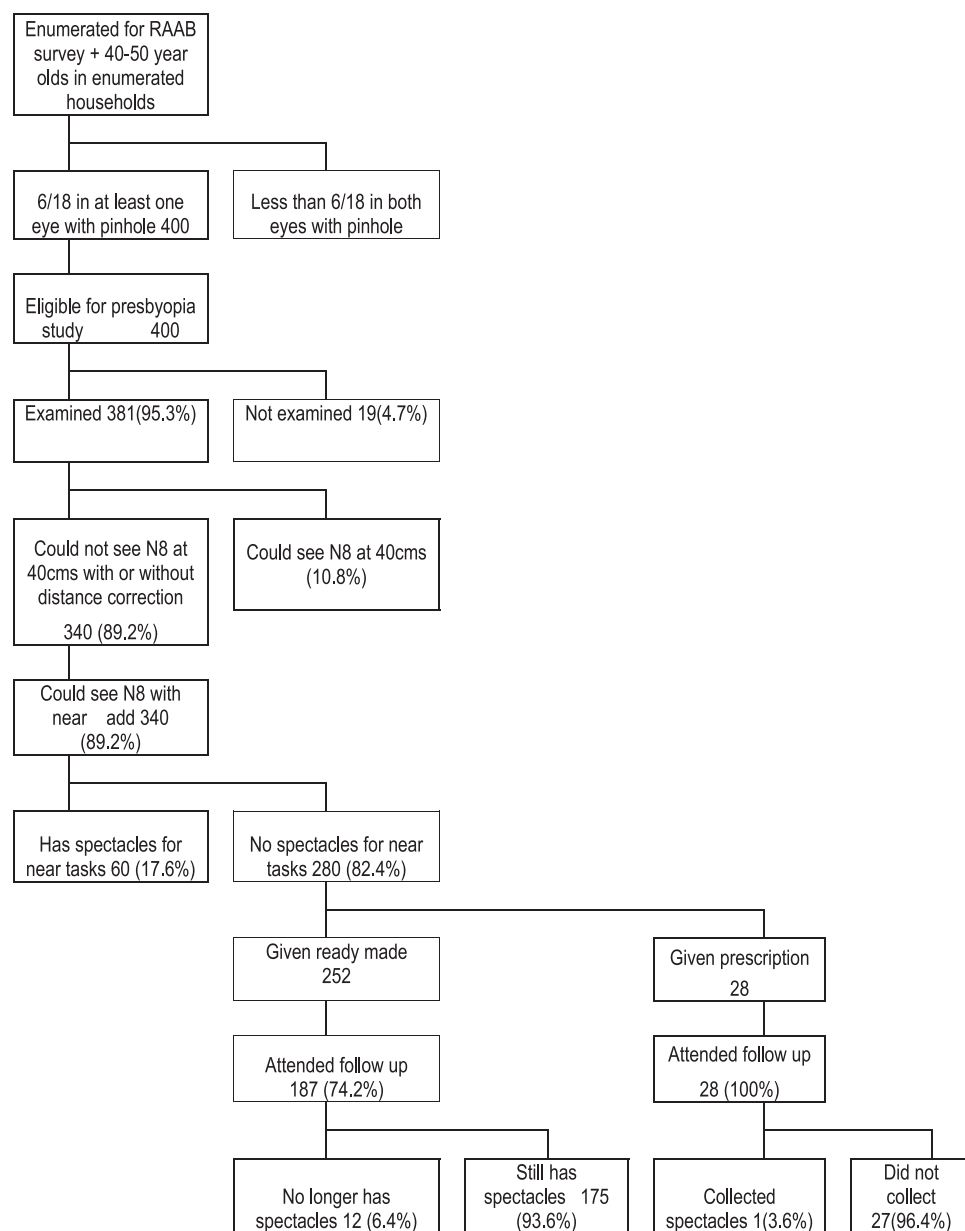 Enumerated for RAAB
survey + 40-50 year
olds in enumerated
households
6/18 in at least one
eye with pinhole 400
Less than 6/18 in both
eyes with pinhole
Eligible for presbyopia
study 400
Examined 381(95.3%)
Not examined 19(4.7%)
Could not see N8 at
40cms with or without
distance correction
340 (89.2%)
Could see N8 at 40cms
(10.8%)
Could see N8 with
near add 340
(89.2%)
Has spectacles for
near tasks 60 (17.6%)
No spectacles for near
tasks 280 (82.4%)
Given ready made
252
Given prescription
28
Attended follow up
187 (74.2%)
Attended follow up
28 (100%)
No longer has
spectacles 12 (6.4%)
Still has
spectacles 175
(93.6%)
Collected
spectacles 1(3.6%)
Did not
collect
27(96.4%)